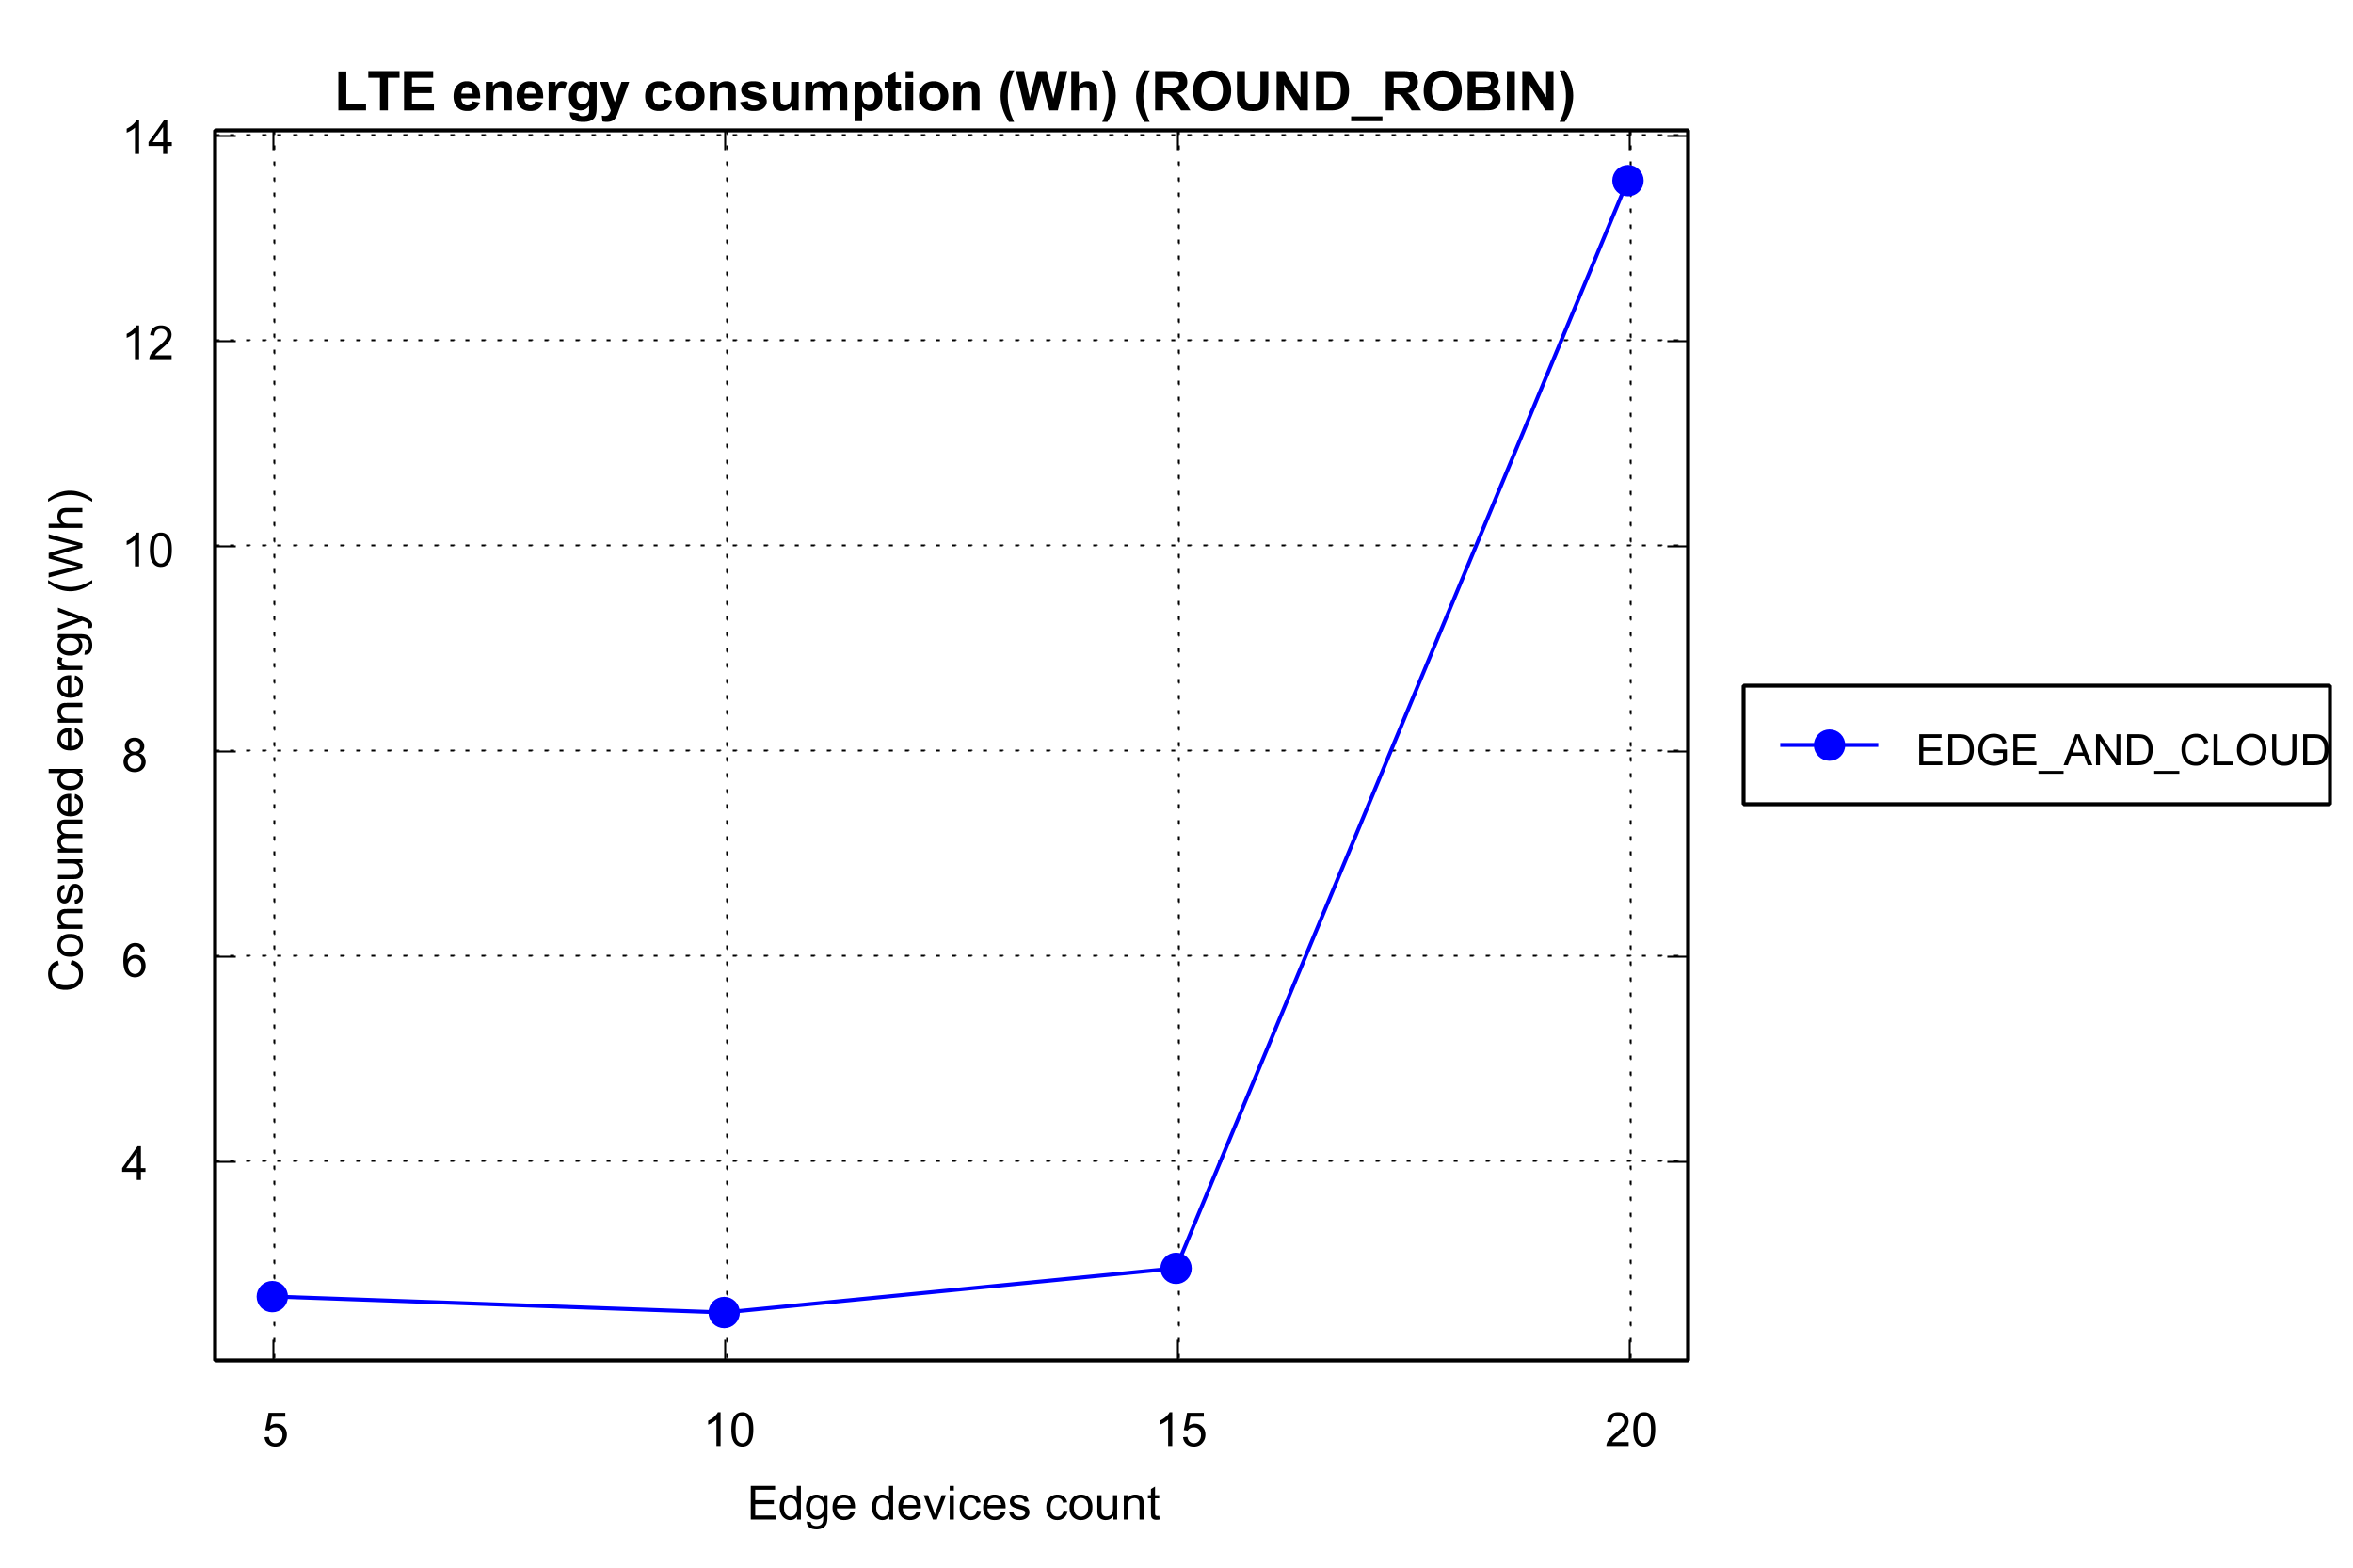 LTE energy consumption (Wh) (ROUND_ROBIN)
14
12
10
8
6
4
Consumed energy (Wh)
EDGE_AND_CLOUD
5 10 15 20
Edge devices count